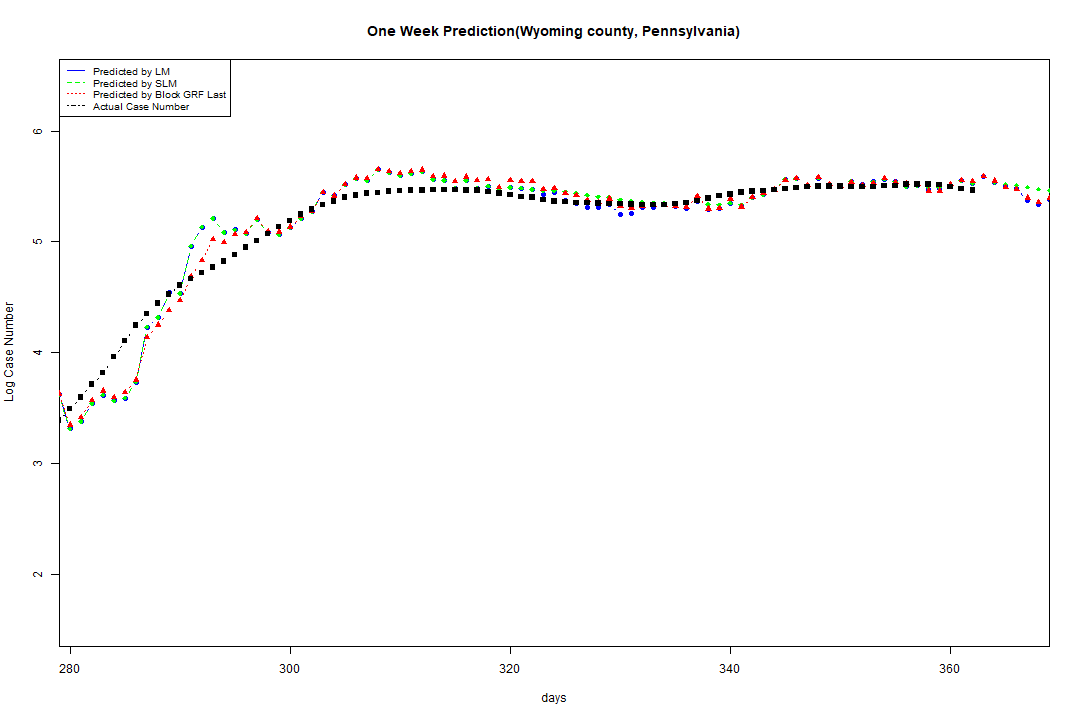 One Week Prediction(Wyoming county, Pennsylvania)
Predicted by LM
Predicted by SLM
Predicted by Block GRF Last
Actual Case Number
6
5
4
3
2
Log Case Number
280 300 320 340 360
days